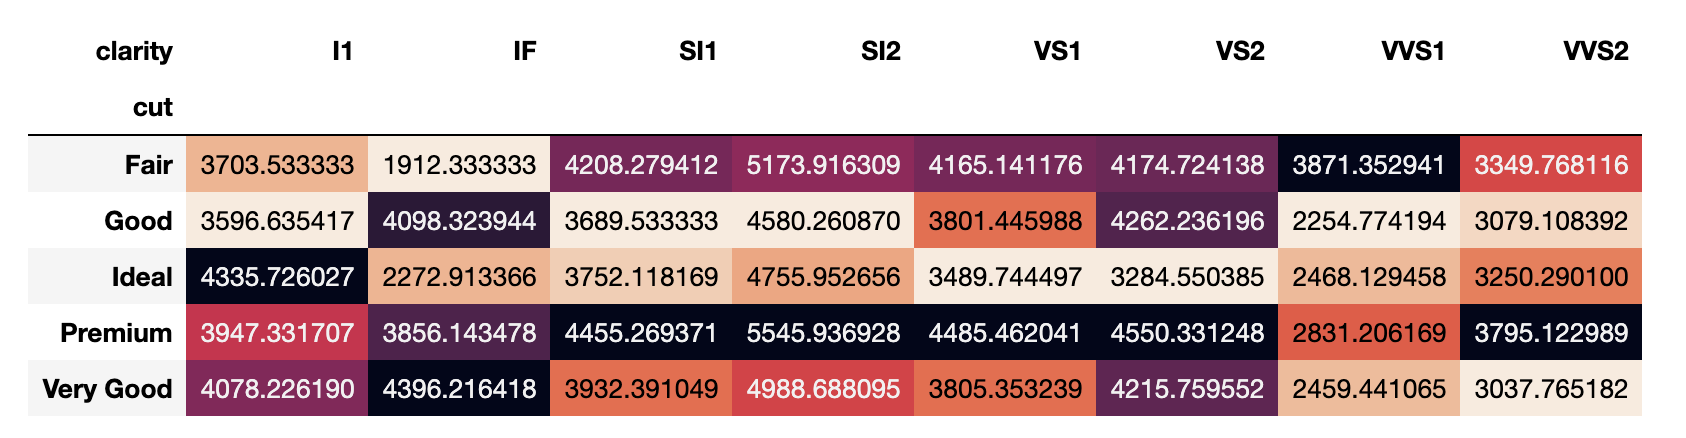 clarity I1 IF SI1 SI2 VS1 VS2 VVS1 VVS2
cut
Fair 3703.533333 1912.333333 4208.279412 5173.916309 4165.141176 4174.724138 3871.352941 3349.768116
Good 3596.635417 4098.323944 3689.533333 4580.260870 3801.445988 4262.236196 2254.774194 3079.108392
Ideal 4335.726027 2272.913366 3752.118169 4755.952656 3489.744497 3284.550385 2468.129458 3250.290100
Premium 3947.331707 3856.143478 4455.269371 5545.936928 4485.462041 4550.331248 2831.206169 3795.122989
Very Good 4078.226190 4396.216418 3932.391049 4988.688095 3805.353239 4215.759552 2459.441065 3037.765182